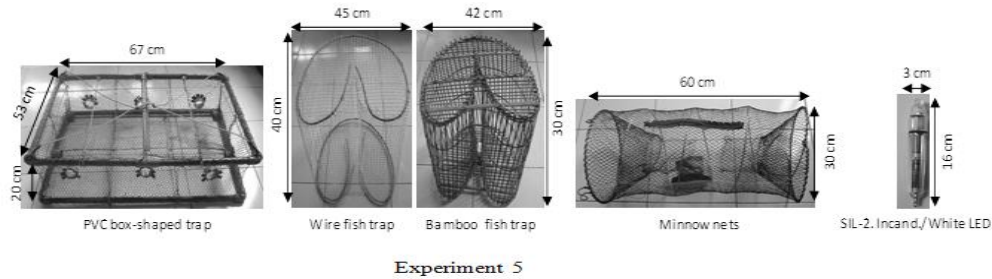 45 cm
42 cm
67 cm
60 cm
3 cm
53 cm
40 cm
30 cm
30 cm
16 cm
20 cm
PVC box-shaped trap
Wire fish trap
Bamboo fish trap
Minnow nets
SIL-2. Incand./ White LED
Experiment 5